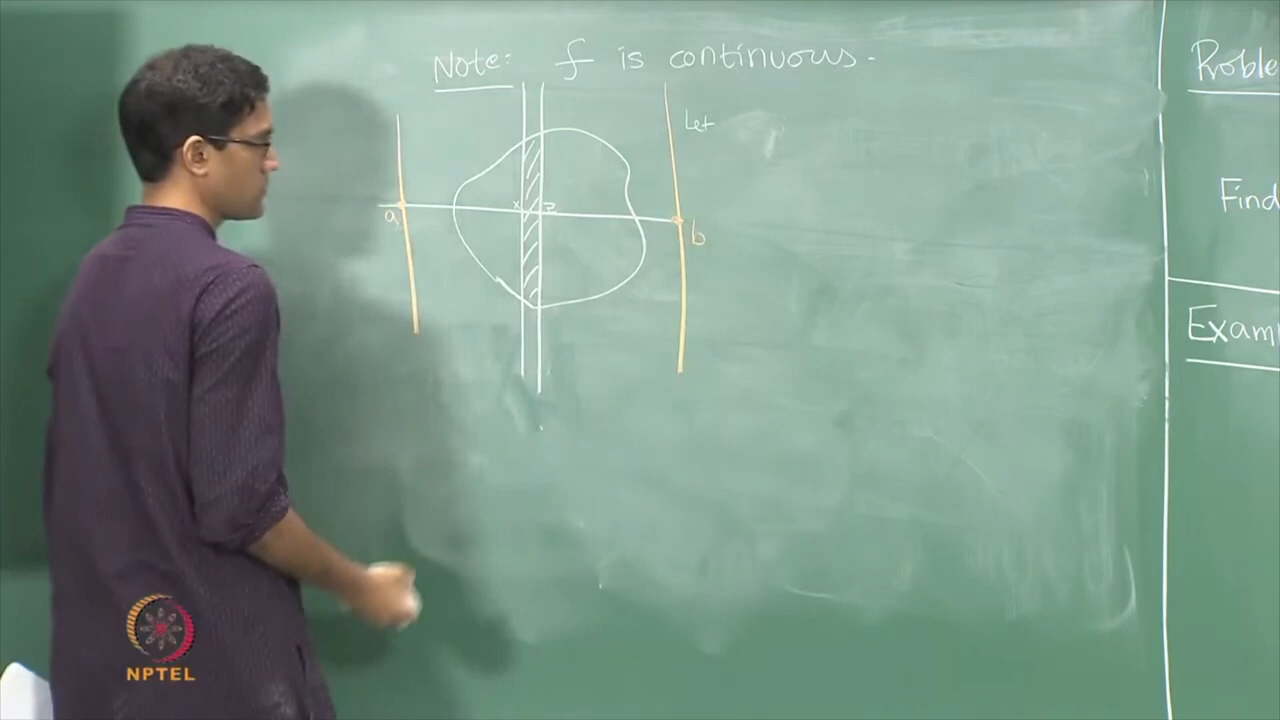 Note: f is continuous.
Let
a
x
b
Proble
Find
Exam
NPTEL